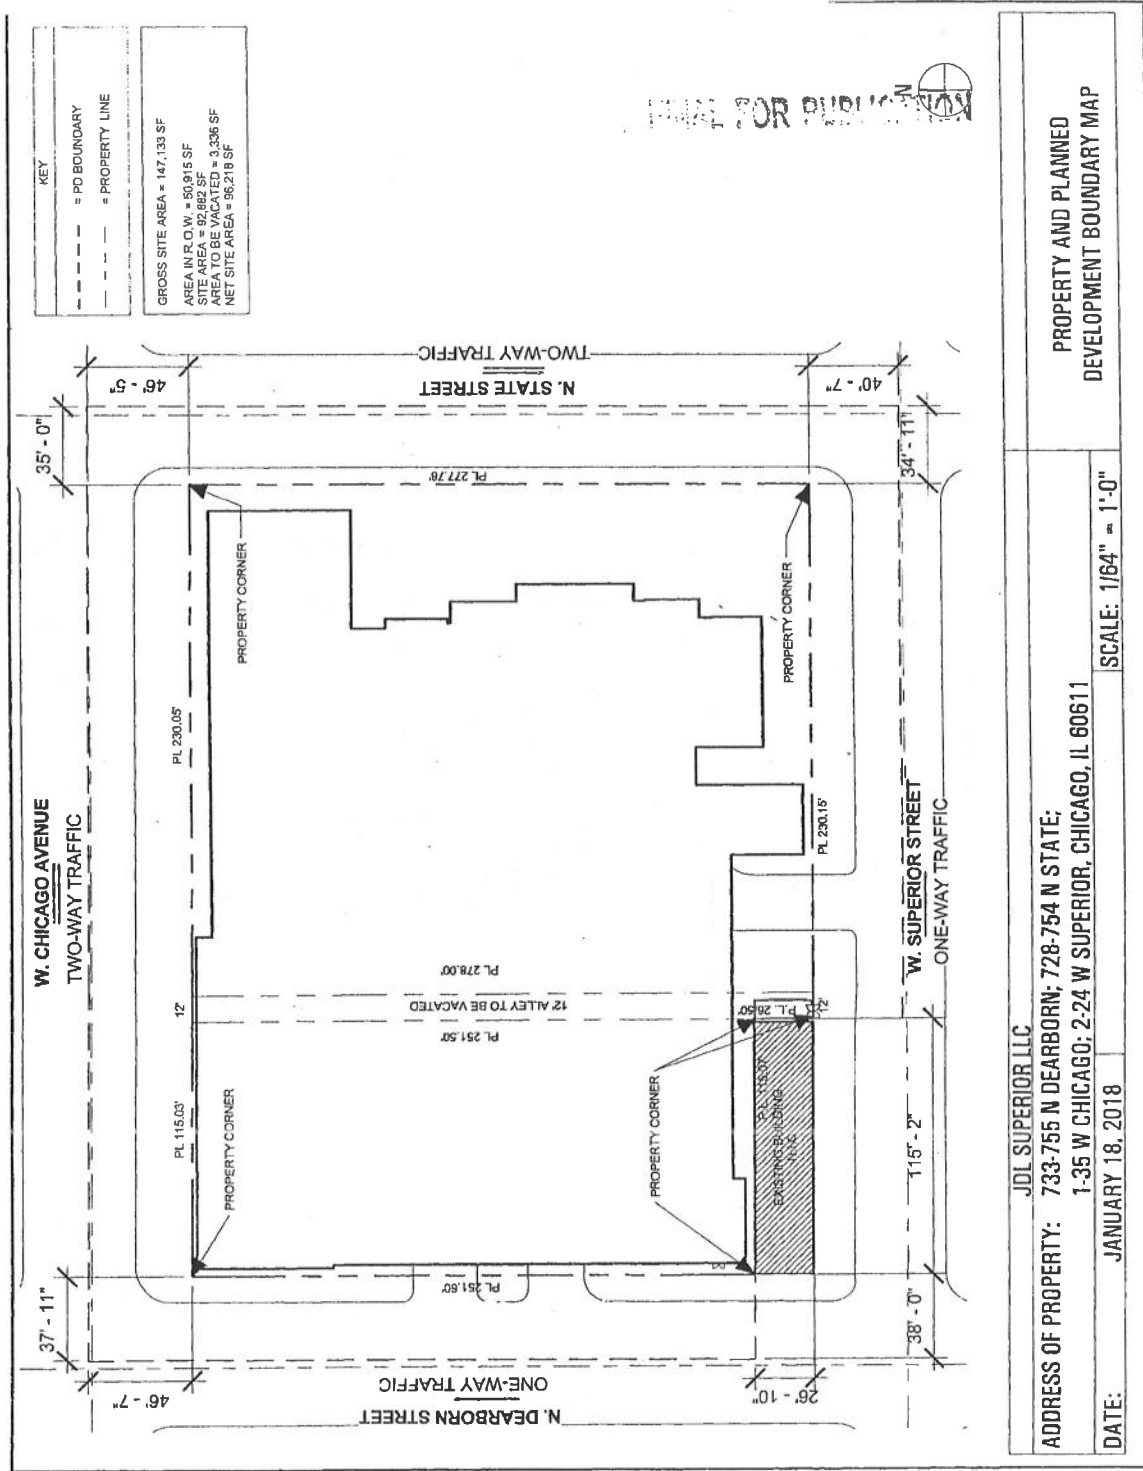 W. CHICAGO AVENUE
TWO-WAY TRAFFIC
37' - 11"
35' - 0"
46' - 7"
46' - 5"
PL 115.03'
12'
PL 230.05'
PROPERTY CORNER
PROPERTY CORNER
N. DEARBORN STREET
ONE-WAY TRAFFIC
PL 251.60'
PL 251.50'
12' ALLEY TO BE VACATED
PL 278.00'
PL 277.78'
N. STATE STREET
TWO-WAY TRAFFIC
PROPERTY CORNER
PROPERTY CORNER
P.L. 115.07'
EXISTING BUILDING
P.L. 26.50'
12'
PL 230.15'
26' - 10"
40' - 7"
38' - 0"
115' - 2"
34' - 11"
W. SUPERIOR STREET
ONE-WAY TRAFFIC
KEY
= PD BOUNDARY
= PROPERTY LINE
GROSS SITE AREA = 147,133 SF
AREA IN R.O.W. = 50,915 SF
SITE AREA = 92,882 SF
AREA TO BE VACATED = 3,336 SF
NET SITE AREA = 96,218 SF
FINAL FOR PUBLICATION
N
JDL SUPERIOR LLC
ADDRESS OF PROPERTY: 733-755 N DEARBORN; 728-754 N STATE;
1-35 W CHICAGO; 2-24 W SUPERIOR, CHICAGO, IL 60611
DATE: JANUARY 18, 2018
SCALE: 1/64" = 1'-0"
PROPERTY AND PLANNED
DEVELOPMENT BOUNDARY MAP